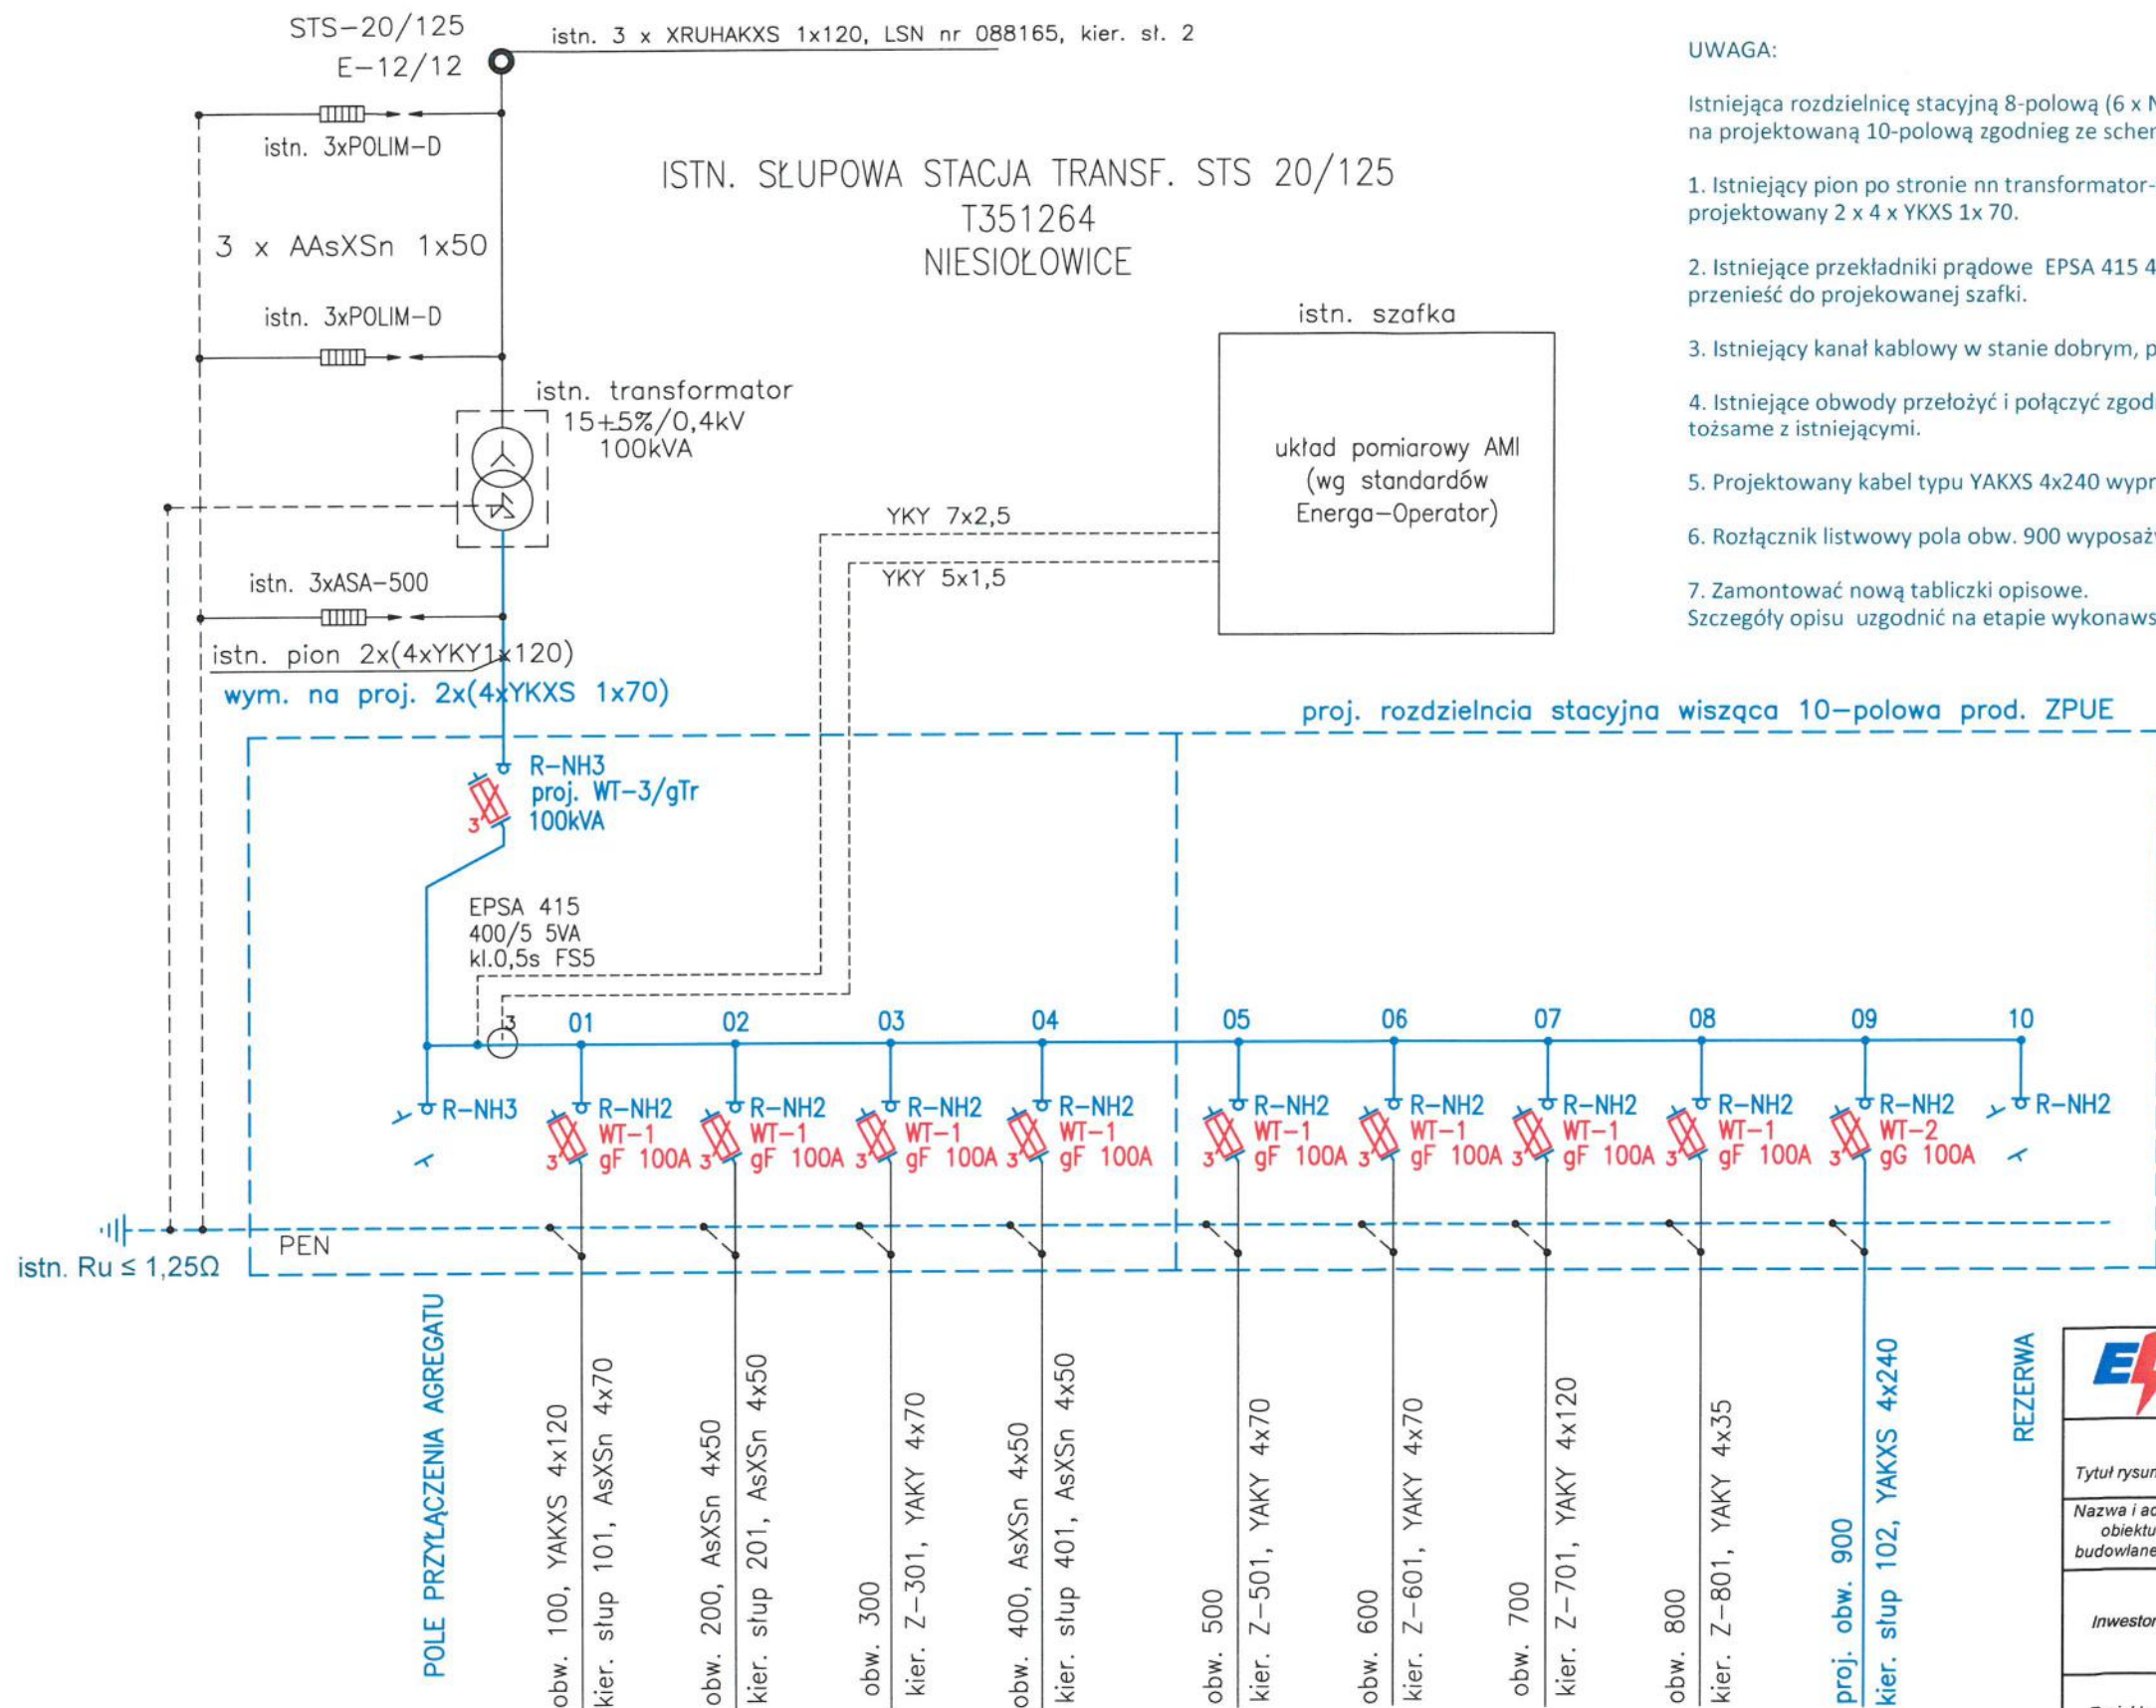 STS-20/125
E-12/12
istn. 3 x XRUHAKXS 1x120, LSN nr 088165, kier. sł. 2
istn. 3xPOLIM-D
3 x AAsXSn 1x50
istn. 3xPOLIM-D
ISTN. SŁUPOWA STACJA TRANSF. STS 20/125
T351264
NIESIOŁOWICE
istn. transformator
15±5%/0,4kV
100kVA
istn. szafka
układ pomiarowy AMI
(wg standardów
Energa-Operator)
YKY 7x2,5
YKY 5x1,5
istn. 3xASA-500
istn. pion 2x(4xYKY1x120)
wym. na proj. 2x(4xYKXS 1x70)
UWAGA:
Istniejąca rozdzielnicę stacyjną 8-polową (6 x
na projektowaną 10-polową zgodnieg ze
1. Istniejący pion po stronie nn transformator-
projektowany 2 x 4 x YKXS 1x 70.
2. Istniejące przekładniki prądowe EPSA 415
przenieść do projekowanej szafki.
3. Istniejący kanał kablowy w stanie dobrym,
4. Istniejące obwody przełożyć i połączyć
tożsame z istniejącymi.
5. Projektowany kabel typu YAKXS 4x240
6. Rozłącznik listwowy pola obw. 900
7. Zamontować nową tabliczki opisowe.
Szczegóły opisu uzgodnić na etapie
proj. rozdzielncia stacyjna wisząca 10-polowa prod. ZPUE
R-NH3
proj. WT-3/gTr
100kVA
3
EPSA 415
400/5 5VA
kl.0,5s FS5
3
01 02 03 04 05 06 07 08 09 10
R-NH3
R-NH2
WT-1
3 gF 100A
R-NH2
WT-1
3 gF 100A
R-NH2
WT-1
3 gF 100A
R-NH2
WT-1
3 gF 100A
R-NH2
WT-1
3 gF 100A
R-NH2
WT-1
3 gF 100A
R-NH2
WT-1
3 gF 100A
R-NH2
WT-1
3 gF 100A
R-NH2
WT-2
3 gG 100A
R-NH2
PEN
istn. Ru ≤ 1,25Ω
POLE PRZYŁĄCZENIA AGREGATU
obw. 100, YAKXS 4x120
kier. słup 101, AsXSn 4x70
obw. 200, AsXSn 4x50
kier. słup 201, AsXSn 4x50
obw. 300
kier. Z-301, YAKY 4x70
obw. 400, AsXSn 4x50
kier. słup 401, AsXSn 4x50
obw. 500
kier. Z-501, YAKY 4x70
obw. 600
kier. Z-601, YAKY 4x70
obw. 700
kier. Z-701, YAKY 4x120
obw. 800
kier. Z-801, YAKY 4x35
proj. obw. 900
kier. słup 102, YAKXS 4x240
REZERWA
E
Tytuł
Nazwa i
obiektu
Inwestor